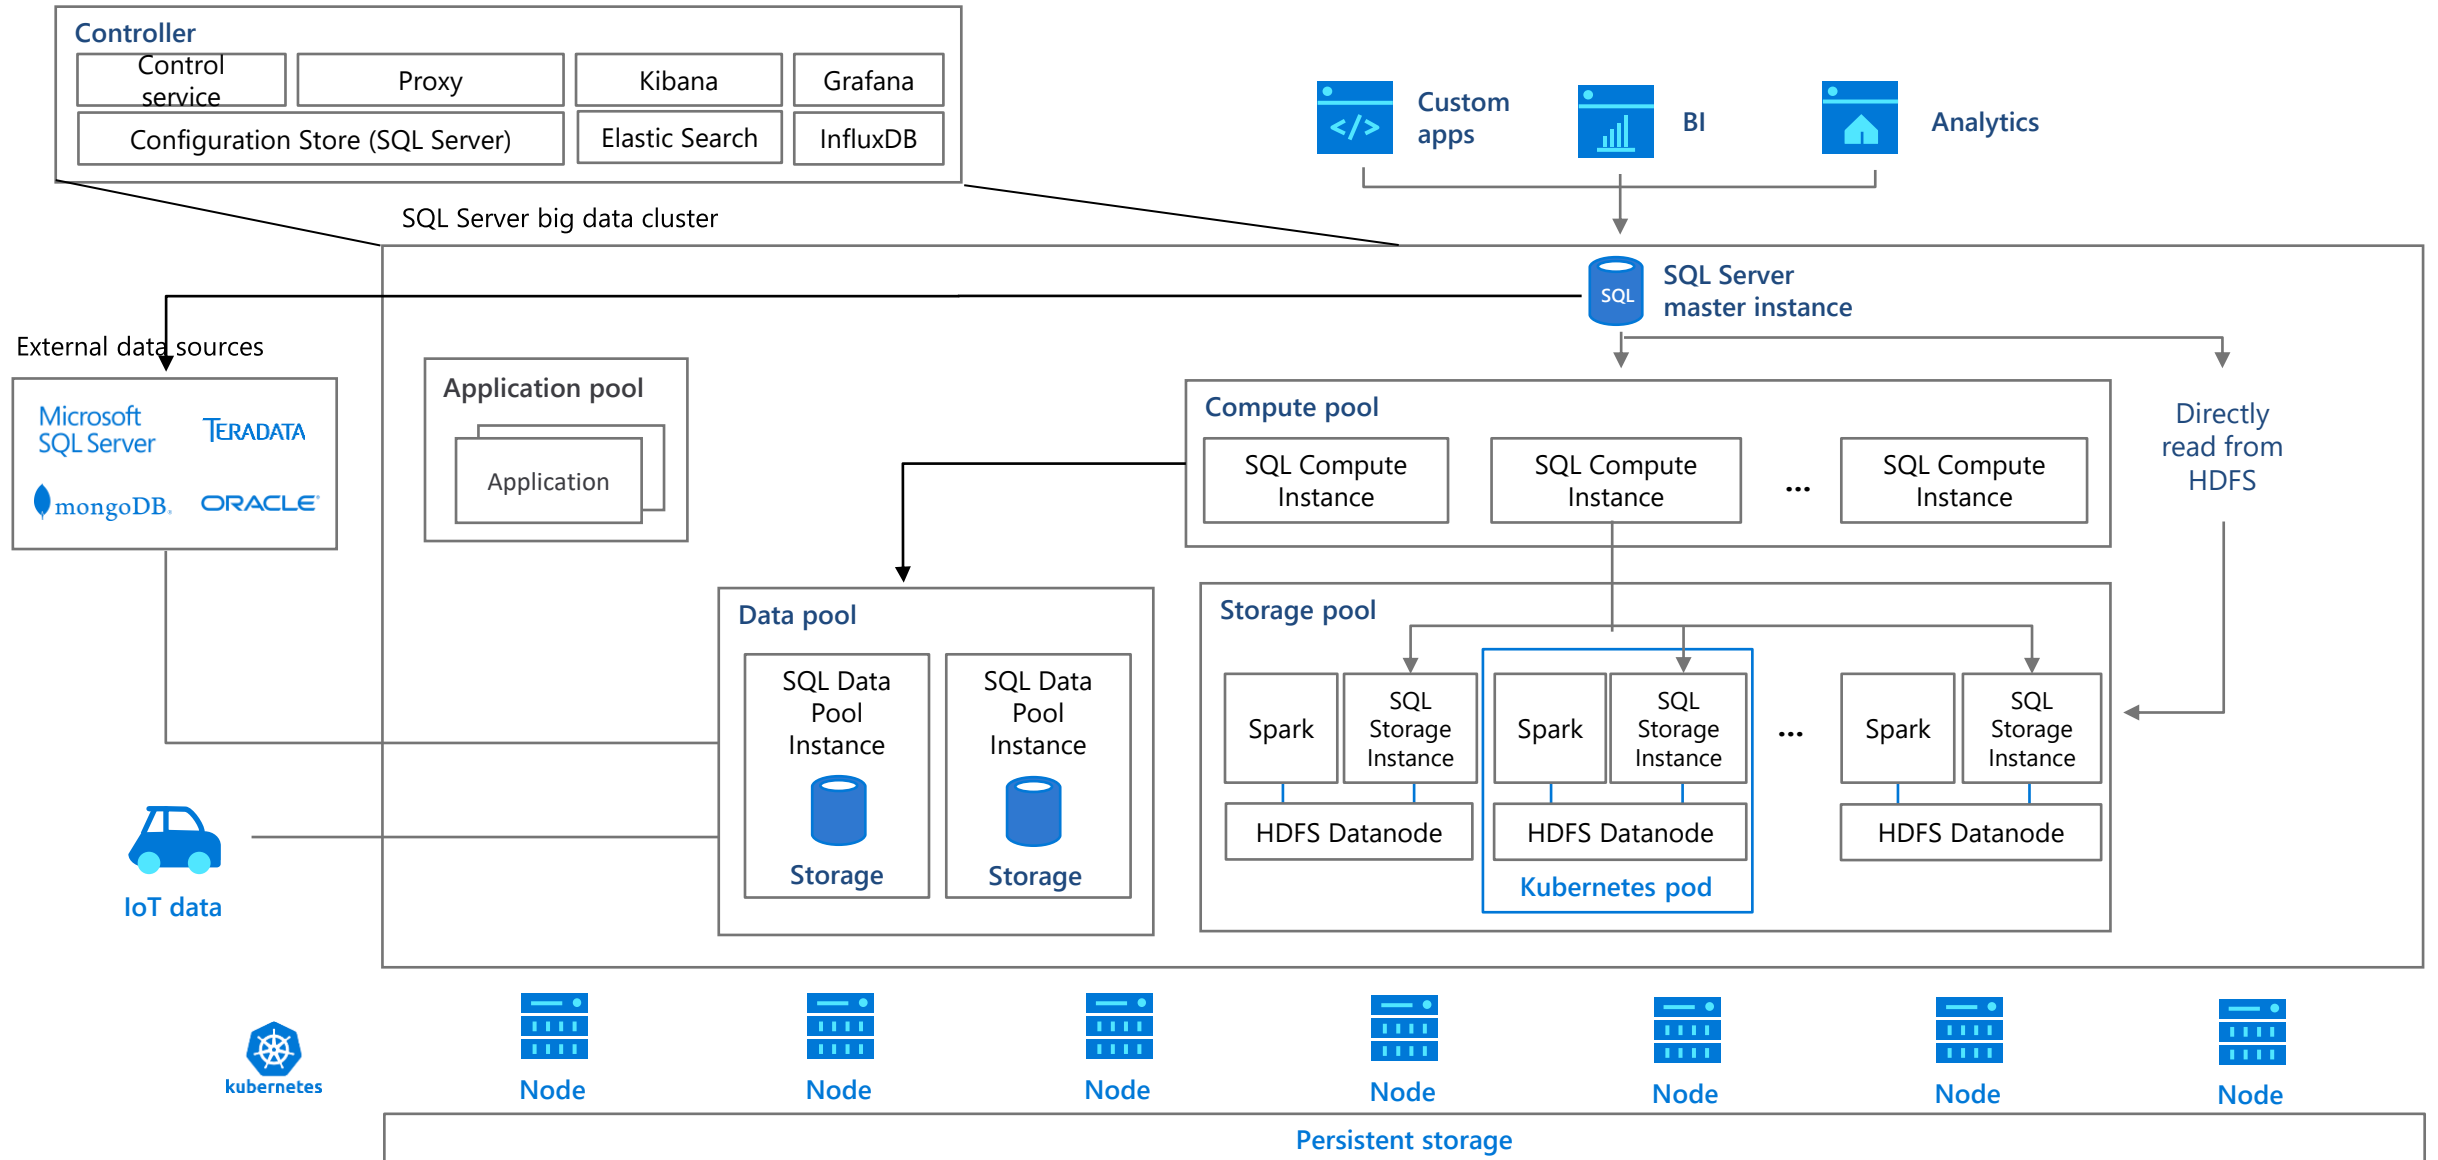 Controller
Control
service
Proxy
Kibana
Grafana
Configuration Store (SQL Server)
Elastic Search
InfluxDB
Custom
apps
BI
Analytics
SQL Server big data cluster
SQL
SQL Server
master instance
External data sources
Microsoft
SQL Server
TERADATA
mongoDB.
ORACLE
Application pool
Application
Compute pool
SQL Compute
Instance
SQL Compute
Instance
...
SQL Compute
Instance
Directly
read from
HDFS
Data pool
SQL Data
Pool
Instance
Storage
SQL Data
Pool
Instance
Storage
Storage pool
Spark
SQL
Storage
Instance
HDFS Datanode
Spark
SQL
Storage
Instance
HDFS Datanode
Kubernetes pod
...
Spark
SQL
Storage
Instance
HDFS Datanode
IoT data
kubernetes
Node
Node
Node
Node
Node
Node
Node
Persistent storage